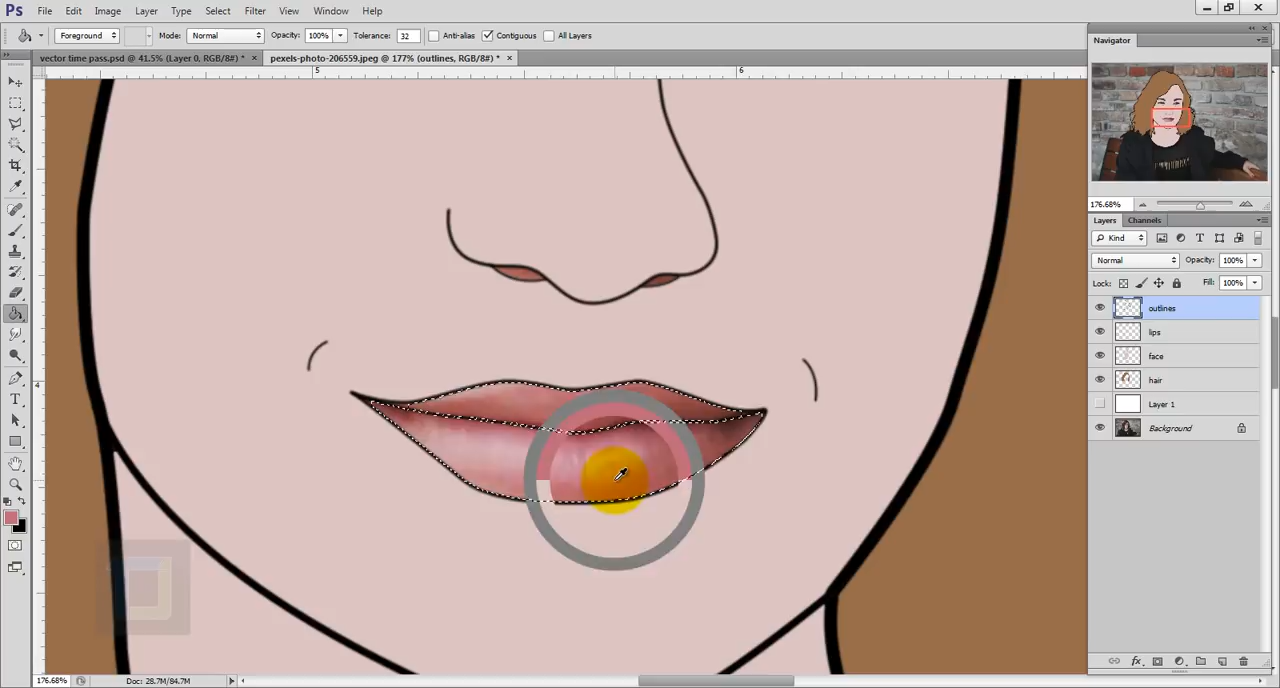 Ps File Edit Image Layer Type Select Filter View Window Help
Foreground Mode: Normal Opacity: 100% Tolerance: 32 Anti-alias Contiguous All Layers
vector time pass.psd @ 41.5% (Layer 0, RGB/8#) * × pexels-photo-206559.jpeg @ 177% (outlines, RGB/8#) * ×
5 6
4
Navigator
176.68%
Layers Channels
Kind
Normal Opacity: 100%
Lock: Fill: 100%
outlines
lips
face
hair
Layer 1
Background
176.68% Doc: 28.7M/84.7M